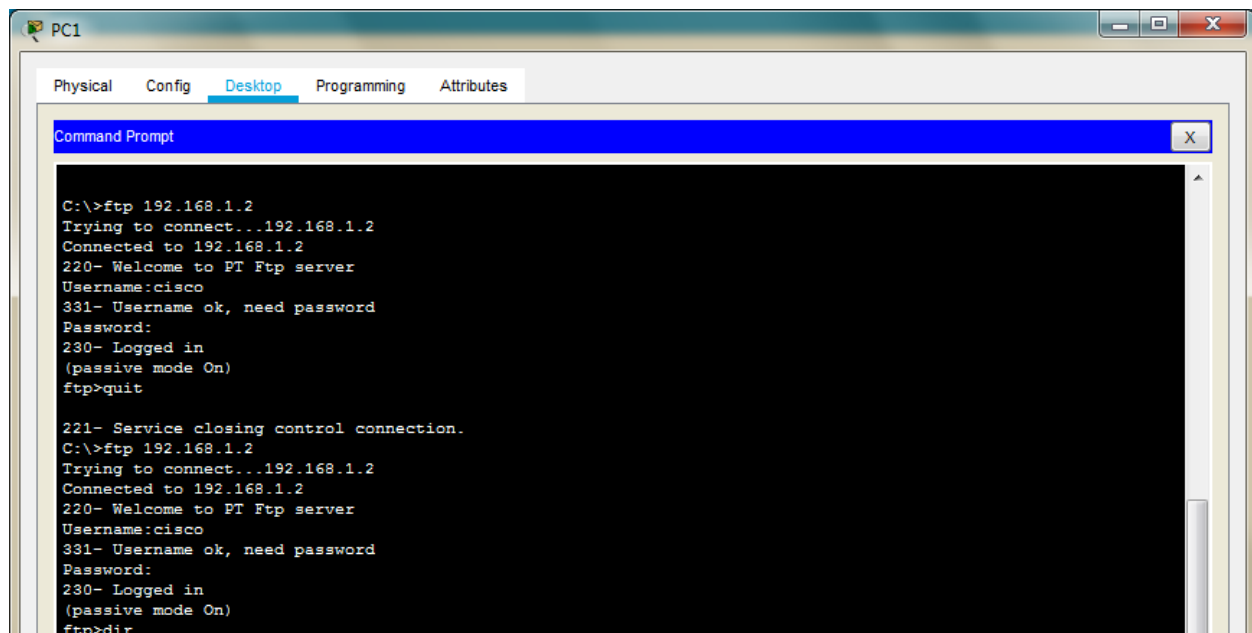 PC1
Physical Config Desktop Programming Attributes
Command Prompt
X
C:\>ftp 192.168.1.2
Trying to connect...192.168.1.2
Connected to 192.168.1.2
220- Welcome to PT Ftp server
Username:cisco
331- Username ok, need password
Password:
230- Logged in
(passive mode On)
ftp>quit
221- Service closing control connection.
C:\>ftp 192.168.1.2
Trying to connect...192.168.1.2
Connected to 192.168.1.2
220- Welcome to PT Ftp server
Username:cisco
331- Username ok, need password
Password:
230- Logged in
(passive mode On)
ftp>dir